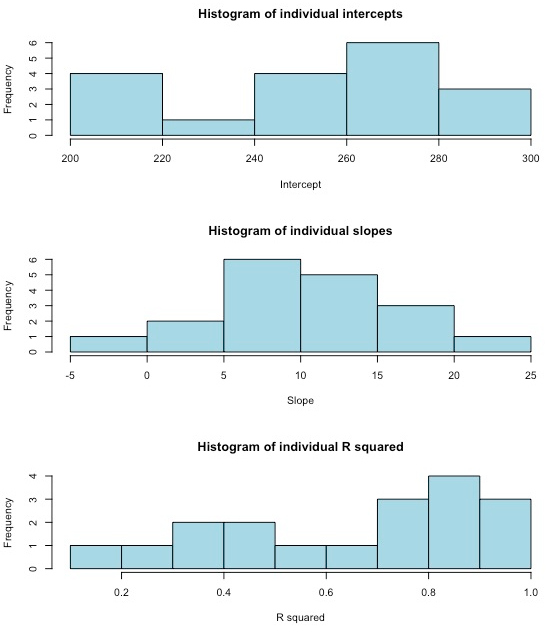 Histogram of individual intercepts
Frequency
0 1 2 3 4 5 6
200 220 240 260 280 300
Intercept
Histogram of individual slopes
Frequency
0 1 2 3 4 5 6
-5 0 5 10 15 20 25
Slope
Histogram of individual R squared
Frequency
0 1 2 3 4
0.2 0.4 0.6 0.8 1.0
R squared